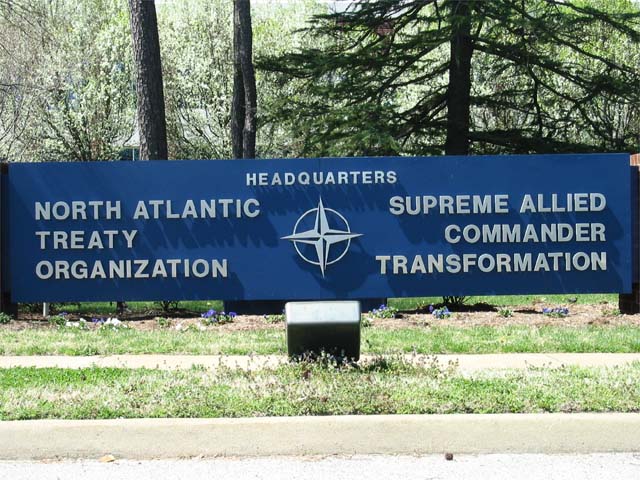 HEADQUARTERS
NORTH ATLANTIC
TREATY
ORGANIZATION
SUPREME ALLIED
COMMANDER
TRANSFORMATION